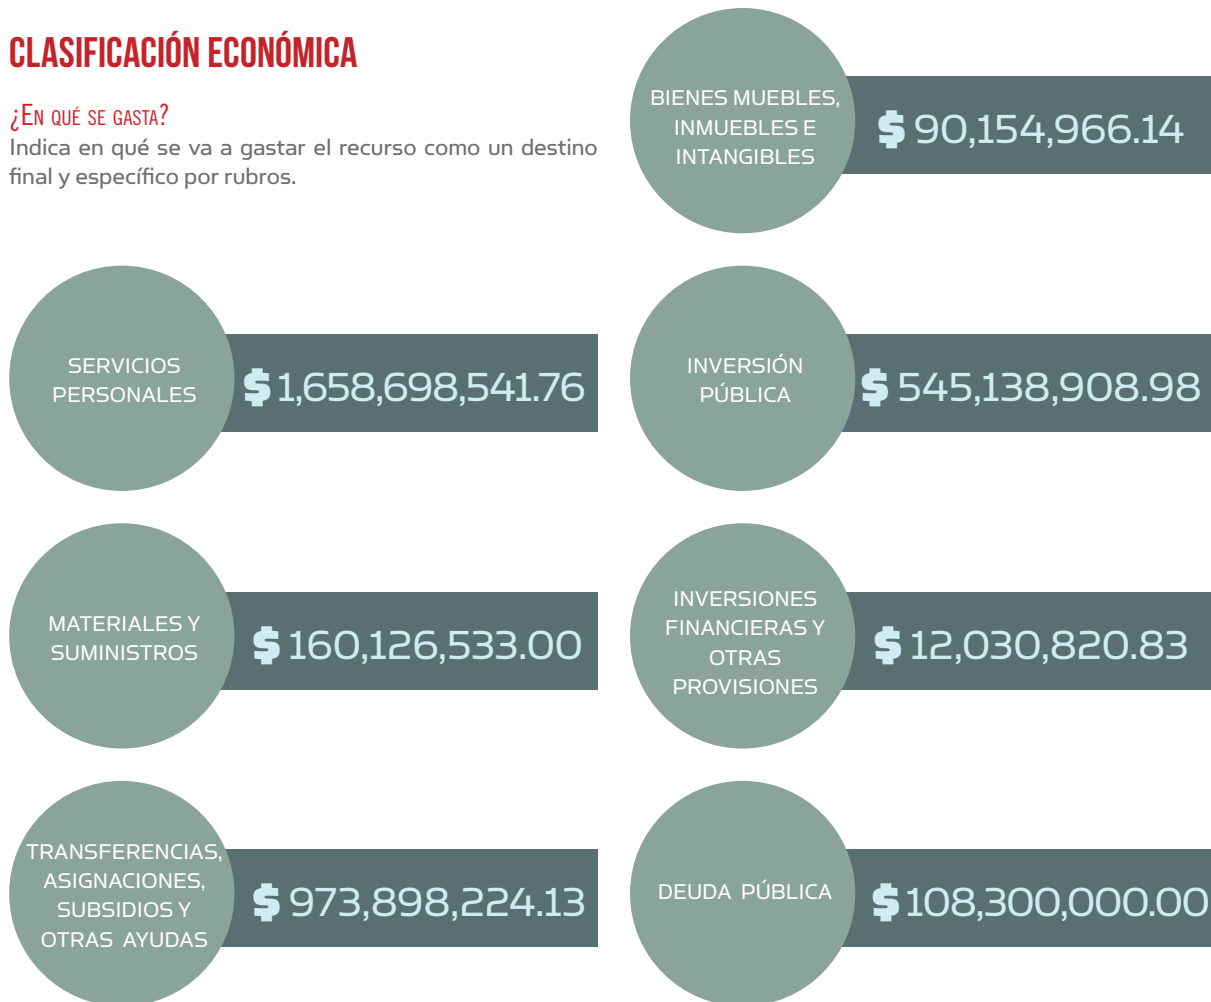 CLASIFICACIÓN ECONÓMICA
¿EN QUÉ SE GASTA?
Indica en qué se va a gastar el recurso como un destino
final y específico por rubros.
SERVICIOS
PERSONALES
$ 1,658,698,541.76
MATERIALES Y
SUMINISTROS
$ 160,126,533.00
TRANSFERENCIAS,
ASIGNACIONES,
SUBSIDIOS Y
OTRAS AYUDAS
$ 973,898,224.13
BIENES MUEBLES,
INMUEBLES E
INTANGIBLES
$ 90,154,966.14
INVERSIÓN
PÚBLICA
$ 545,138,908.98
INVERSIONES
FINANCIERAS Y
OTRAS
PROVISIONES
$ 12,030,820.83
DEUDA PÚBLICA
$ 108,300,000.00